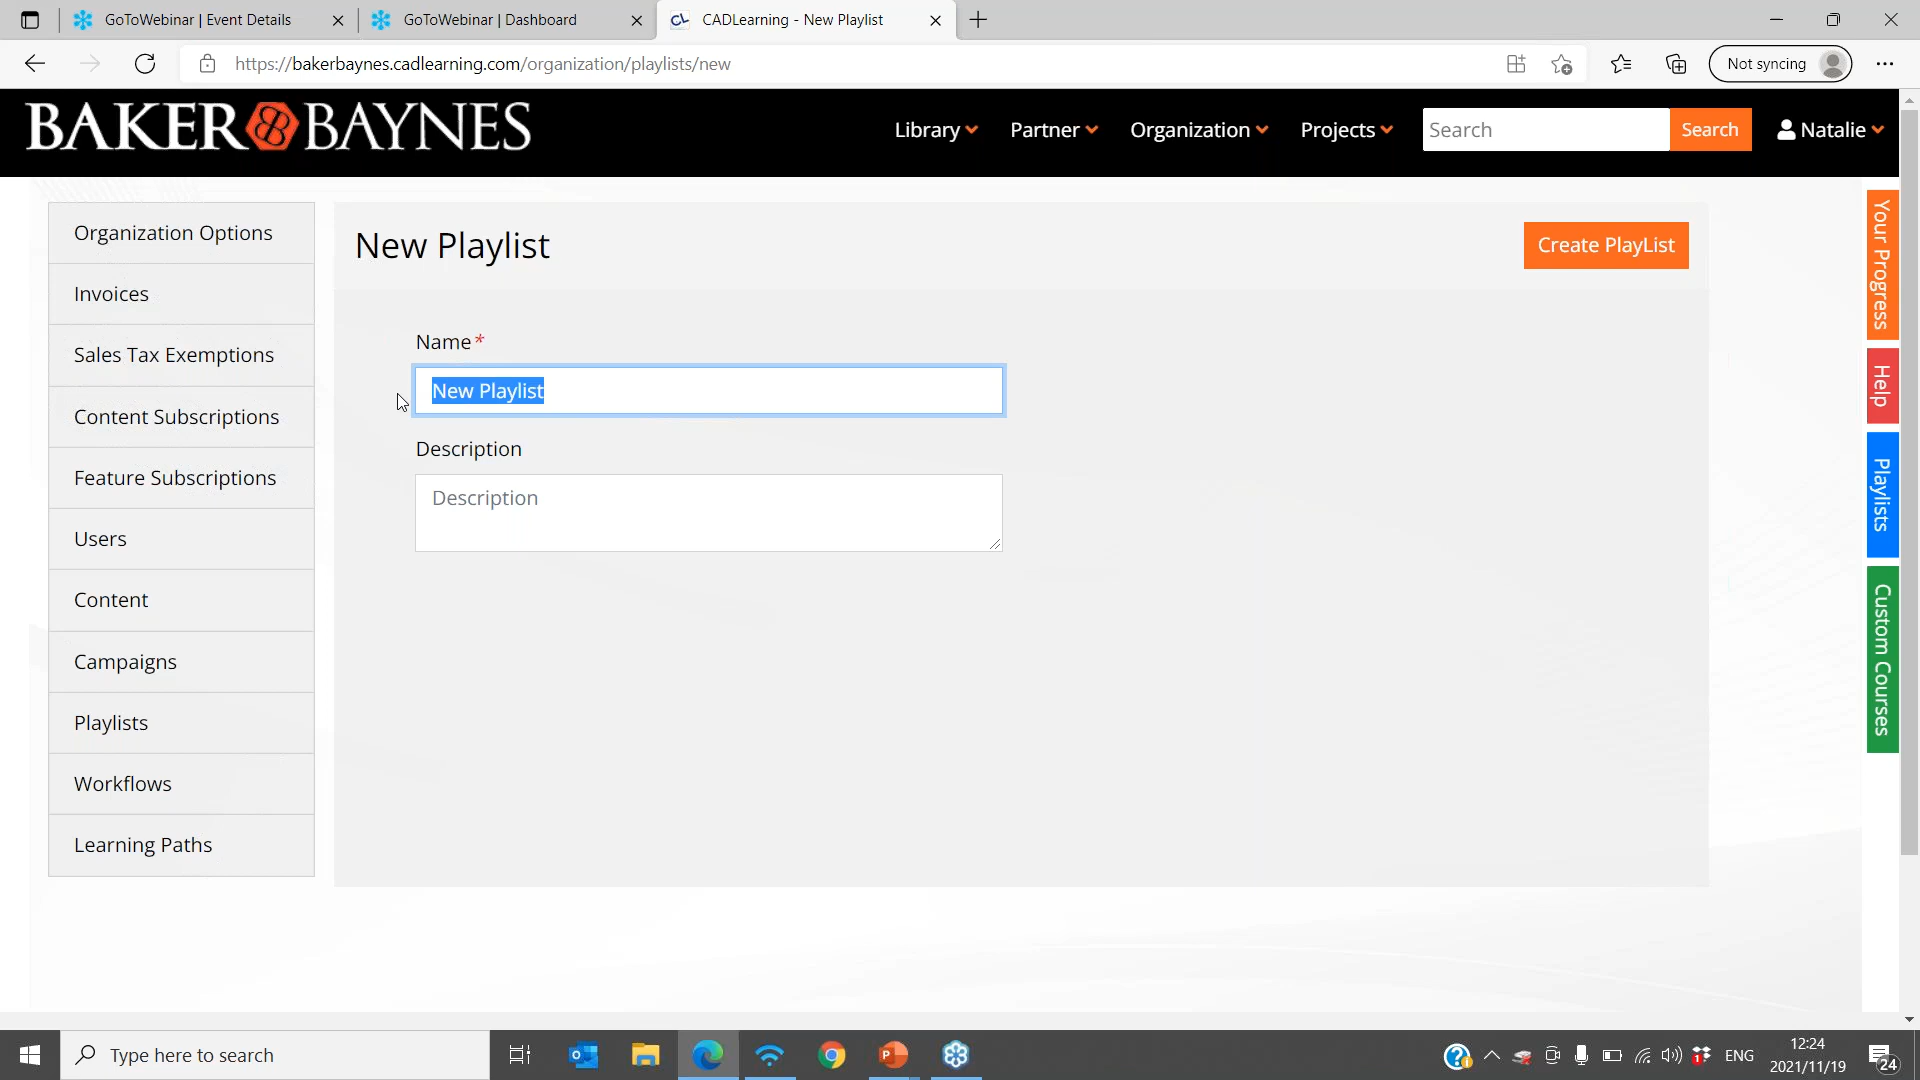 GoToWebinar | Event Details
GoToWebinar | Dashboard
CADLearning - New Playlist
https://bakerbaynes.cadlearning.com/organization/playlists/new
Not syncing
BAKER BAYNES
Library
Partner
Organization
Projects
Search
Search
Natalie
Organization Options
Invoices
Sales Tax Exemptions
Content Subscriptions
Feature Subscriptions
Users
Content
Campaigns
Playlists
Workflows
Learning Paths
New Playlist
Create PlayList
Name*
New Playlist
Description
Description
Your Progress
Help
Playlists
Custom Courses
Type here to search
ENG
12:24
2021/11/19
24